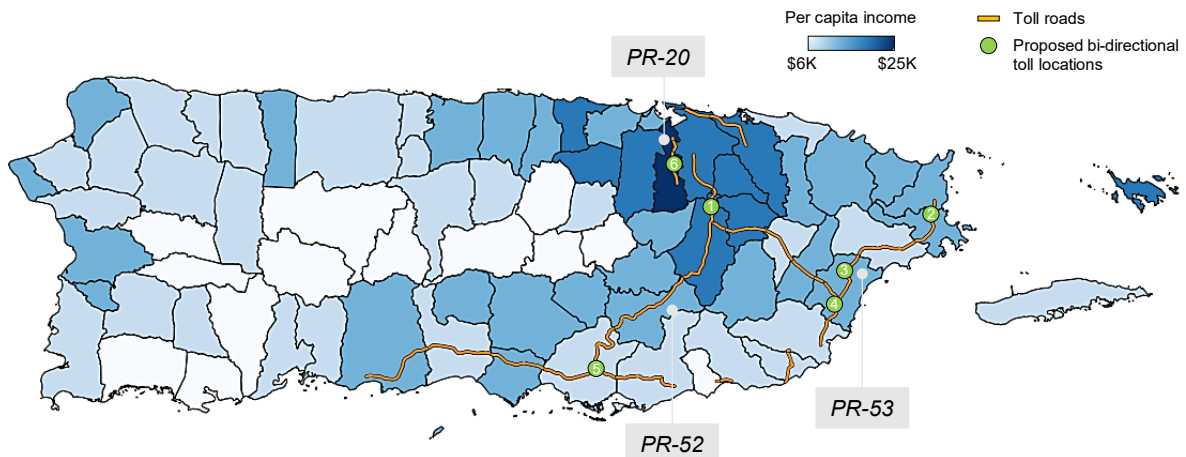 Per capita income
$6K $25K
Toll roads
Proposed bi-directional
toll locations
PR-20
6
1
2
3
4
5
PR-53
PR-52